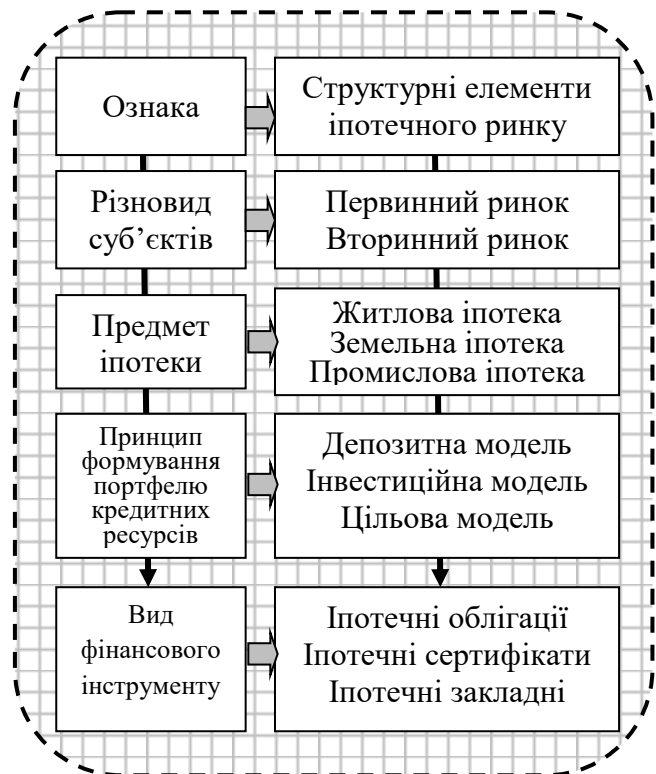 Ознака
Структурні елементи
іпотечного ринку
Різновид
суб’єктів
Первинний ринок
Вторинний ринок
Предмет
іпотеки
Житлова іпотека
Земельна іпотека
Промислова іпотека
Принцип
формування
портфелю
кредитних
ресурсів
Депозитна модель
Інвестиційна модель
Цільова модель
Вид
фінансового
інструменту
Іпотечні облігації
Іпотечні сертифікати
Іпотечні закладні